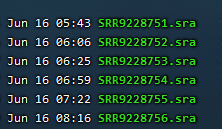 Jun 16 05:43 SRR9228751.sra
Jun 16 06:06 SRR9228752.sra
Jun 16 06:25 SRR9228753.sra
Jun 16 06:59 SRR9228754.sra
Jun 16 07:22 SRR9228755.sra
Jun 16 08:16 SRR9228756.sra